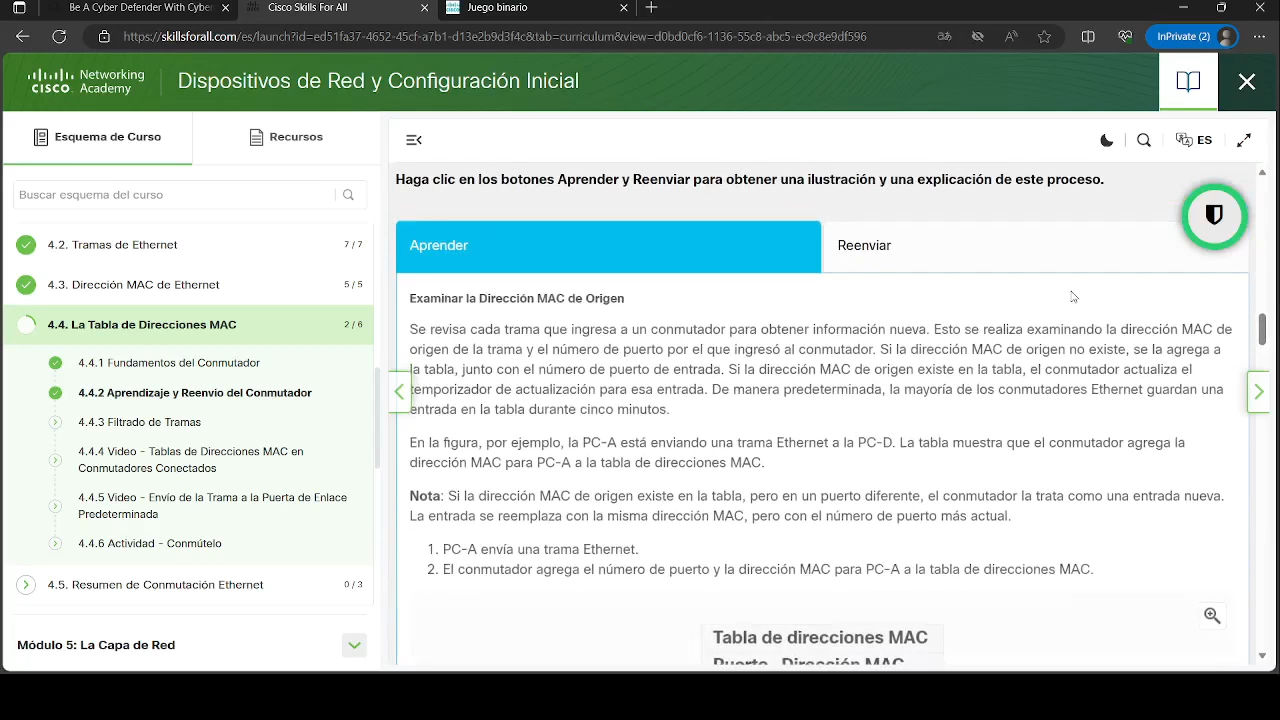 Be A Cyber Defender With Cyber
Cisco Skills For All
Juego binario
https://skillsforall.com/es/launch?id=ed51fa37-4652-45cf-a7b1-d13e2b9d3f4c&tab=curriculum&view=d0bd0cf6-1136-55c8-abc5-ec9c8e9df596
InPrivate (2)
Networking
CISCO Academy
Dispositivos de Red y Configuración Inicial
Esquema de Curso
Recursos
ES
Buscar esquema del curso
4.2. Tramas de Ethernet 7 / 7
4.3. Dirección MAC de Ethernet 5 / 5
4.4. La Tabla de Direcciones MAC 2 / 6
4.4.1 Fundamentos del Conmutador
4.4.2 Aprendizaje y Reenvío del Conmutador
4.4.3 Filtrado de Tramas
4.4.4 Video - Tablas de Direcciones MAC en
Conmutadores Conectados
4.4.5 Video - Envío de la Trama a la Puerta de Enlace
Predeterminada
4.4.6 Actividad - Conmútelo
4.5. Resumen de Conmutación Ethernet 0 / 3
Módulo 5: La Capa de Red
Haga clic en los botones Aprender y Reenviar para obtener una ilustración y una explicación de este proceso.
Aprender
Reenviar
Examinar la Dirección MAC de Origen
Se revisa cada trama que ingresa a un conmutador para obtener información nueva. Esto se realiza examinando la dirección MAC de
origen de la trama y el número de puerto por el que ingresó al conmutador. Si la dirección MAC de origen no existe, se la agrega a
la tabla, junto con el número de puerto de entrada. Si la dirección MAC de origen existe en la tabla, el conmutador actualiza el
temporizador de actualización para esa entrada. De manera predeterminada, la mayoría de los conmutadores Ethernet guardan una
entrada en la tabla durante cinco minutos.
En la figura, por ejemplo, la PC-A está enviando una trama Ethernet a la PC-D. La tabla muestra que el conmutador agrega la
dirección MAC para PC-A a la tabla de direcciones MAC.
Nota: Si la dirección MAC de origen existe en la tabla, pero en un puerto diferente, el conmutador la trata como una entrada nueva.
La entrada se reemplaza con la misma dirección MAC, pero con el número de puerto más actual.
1. PC-A envía una trama Ethernet.
2. El conmutador agrega el número de puerto y la dirección MAC para PC-A a la tabla de direcciones MAC.
Tabla de direcciones MAC
Puerto Dirección MAC